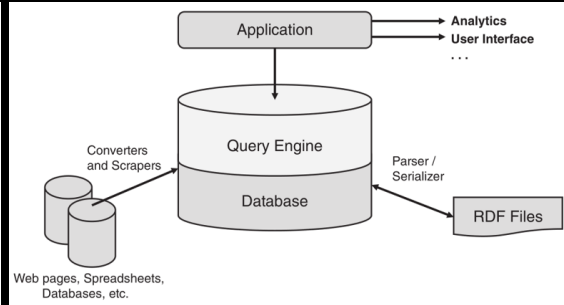 Application
Analytics
User Interface
. . .
Converters
and Scrapers
Query Engine
Database
Parser /
Serializer
RDF Files
Web pages, Spreadsheets,
Databases, etc.